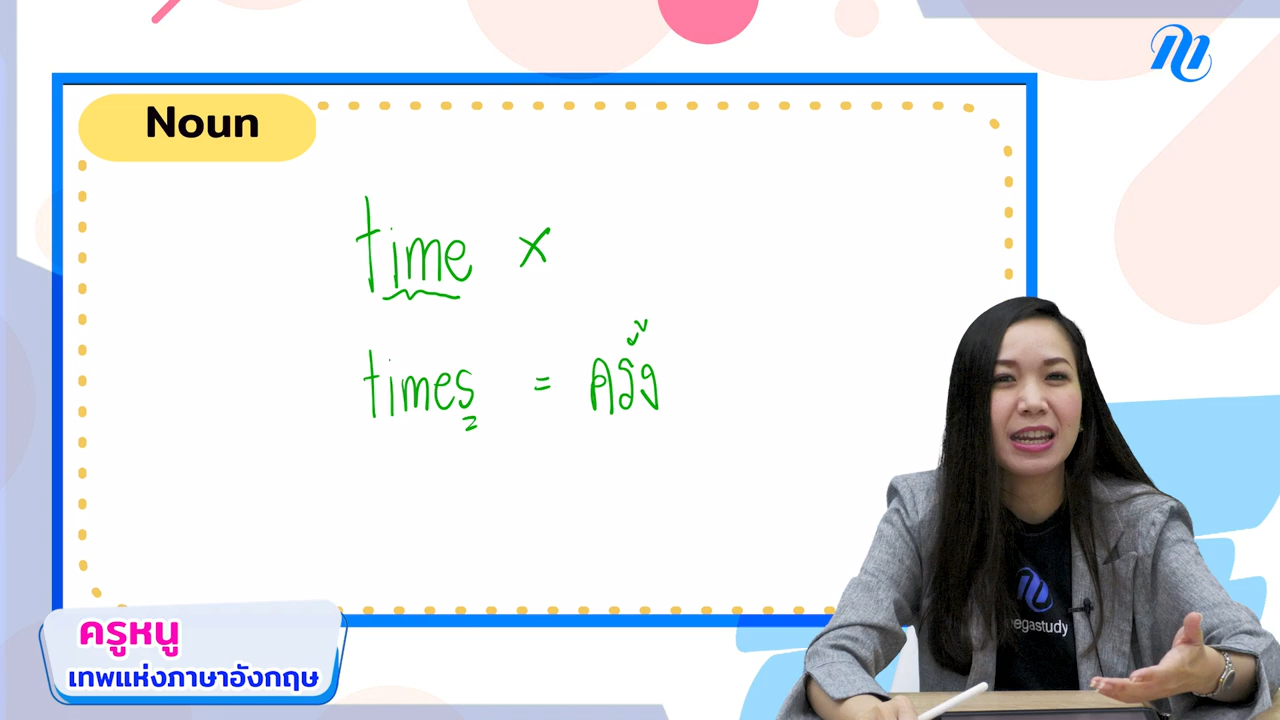 Noun
time ×
times = ครั้ง
2
ครูหนู
เทพแห่งภาษาอังกฤษ
megastudy